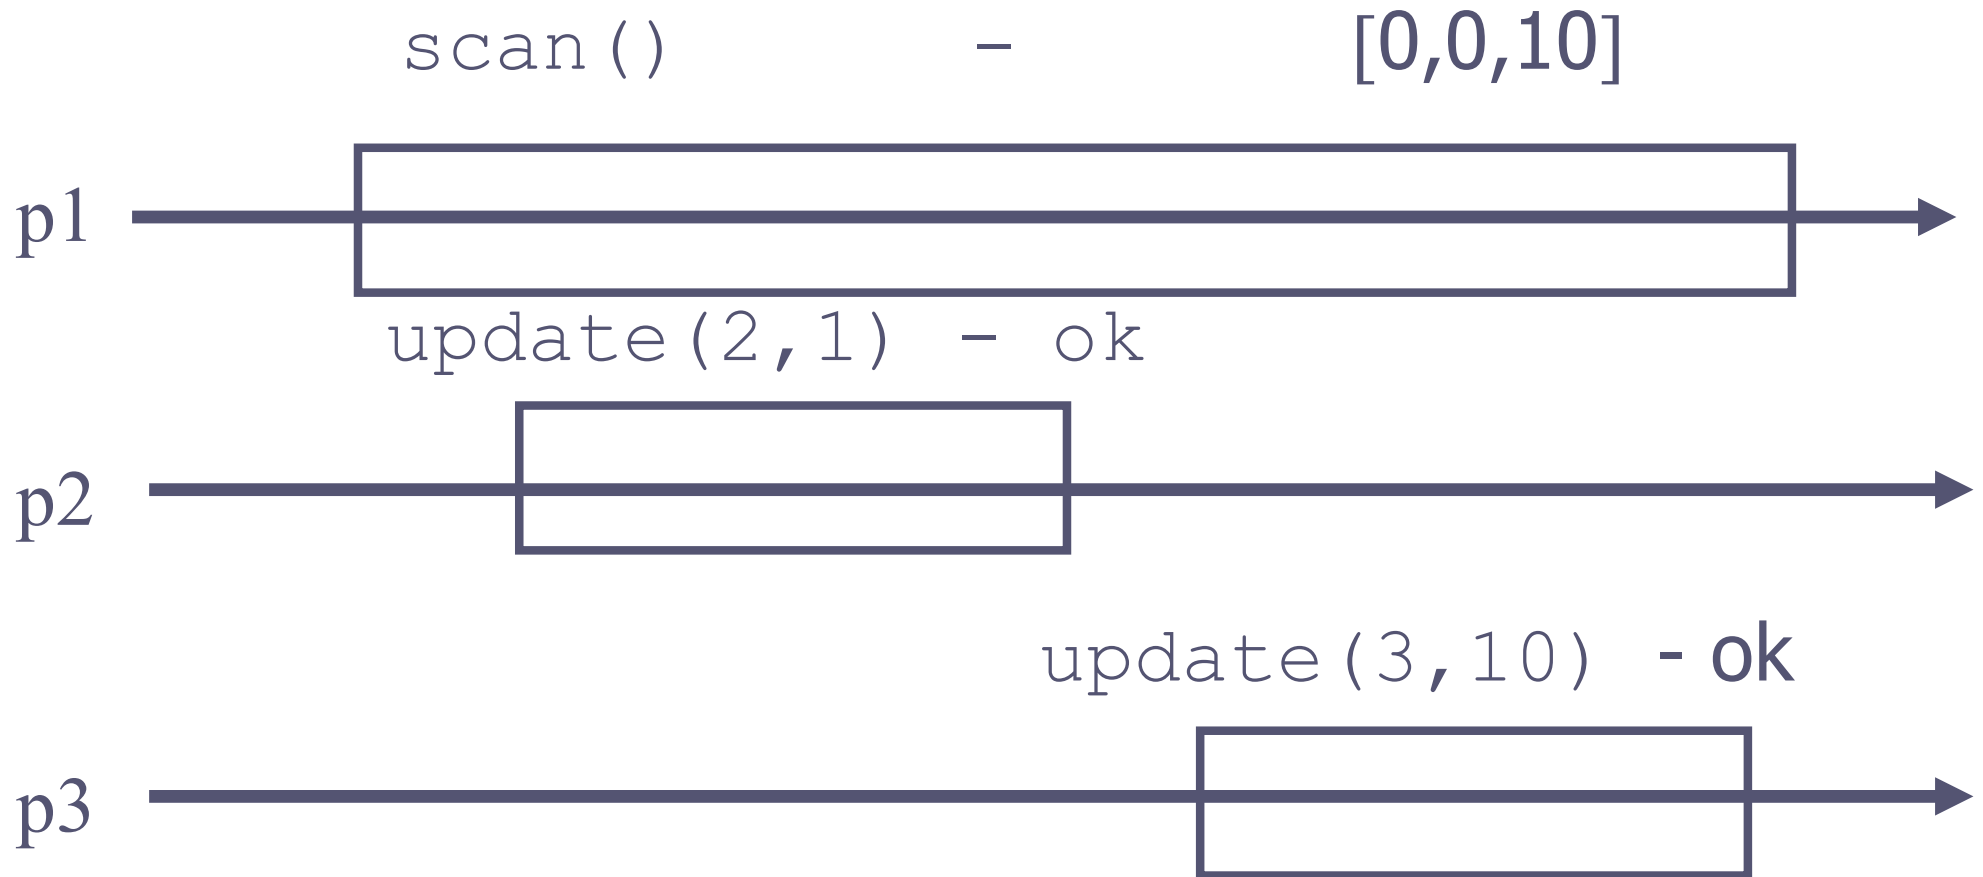 scan() - [0,0,10]
p1
update(2,1) - ok
p2
update(3,10) - ok
p3